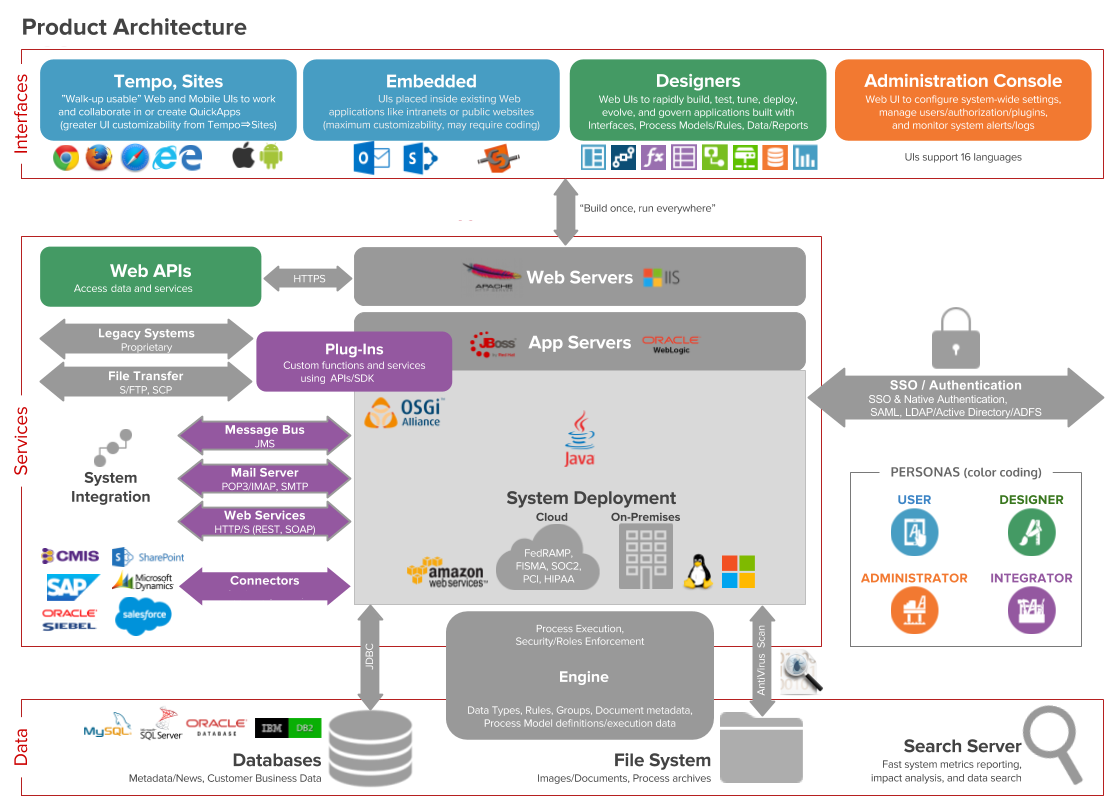 Product Architecture
Interfaces
Tempo, Sites
"Walk-up usable" Web and Mobile UIs to work
and collaborate in or create QuickApps
(greater UI customizability from Tempo⇒Sites)
Embedded
UIs placed inside existing Web
applications like intranets or public websites
(maximum customizability, may require coding)
Designers
Web UIs to rapidly build, test, tune, deploy,
evolve, and govern applications built with
Interfaces, Process Models/Rules, Data/Reports
Administration Console
Web UI to configure system-wide settings,
manage users/authorization/plugins,
and monitor system alerts/logs
UIs support 16 languages
"Build once, run everywhere"
Services
Web APIs
Access data and services
HTTPS
APACHE
Web Servers
IIS
Legacy Systems
Proprietary
File Transfer
S/FTP, SCP
Plug-Ins
Custom functions and services
using APIs/SDK
JBoss
by Red Hat
App Servers
ORACLE
WebLogic
OSGi
Alliance
Java
SSO / Authentication
SSO & Native Authentication,
SAML, LDAP/Active Directory/ADFS
System
Integration
Message Bus
JMS
Mail Server
POP3/IMAP, SMTP
Web Services
HTTP/S (REST, SOAP)
Connectors
CMIS
SharePoint
SAP
Microsoft
Dynamics
ORACLE
SIEBEL
salesforce
System Deployment
Cloud
On-Premises
amazon
web services™
FedRAMP,
FISMA, SOC2,
PCI, HIPAA
PERSONAS (color coding)
USER
DESIGNER
ADMINISTRATOR
INTEGRATOR
JDBC
Process Execution,
Security/Roles Enforcement
Engine
Data Types, Rules, Groups, Document metadata,
Process Model definitions/execution data
AntiVirus Scan
Data
MySQL
Microsoft
SQL Server
ORACLE
DATABASE
IBM
DB2
Databases
Metadata/News, Customer Business Data
File System
Images/Documents, Process archives
Search Server
Fast system metrics reporting,
impact analysis, and data search